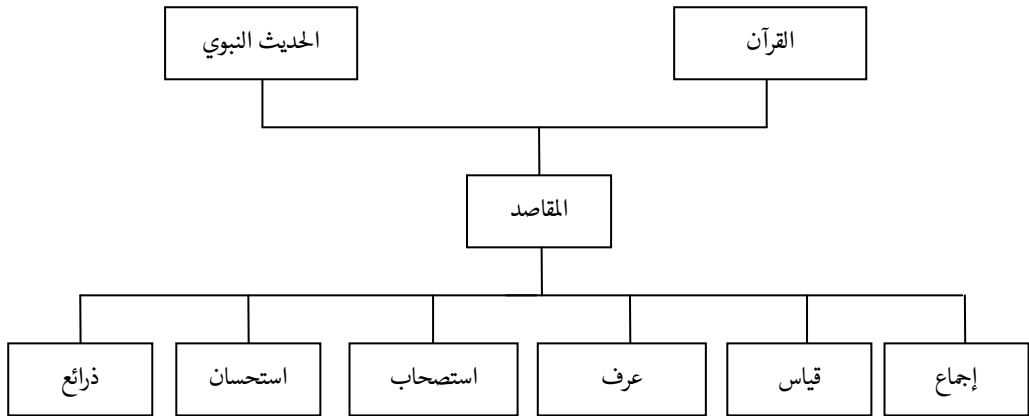 القرآن
الحديث النبوي
المقاصد
إجماع
قياس
عرف
استصحاب
استحسان
ذرائع